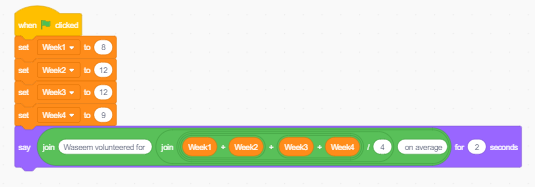 when clicked
set Week1 to 8
set Week2 to 12
set Week3 to 12
set Week4 to 9
say join Waseem volunteered for join Week1 + Week2 + Week3 + Week4 / 4 on average for 2 seconds